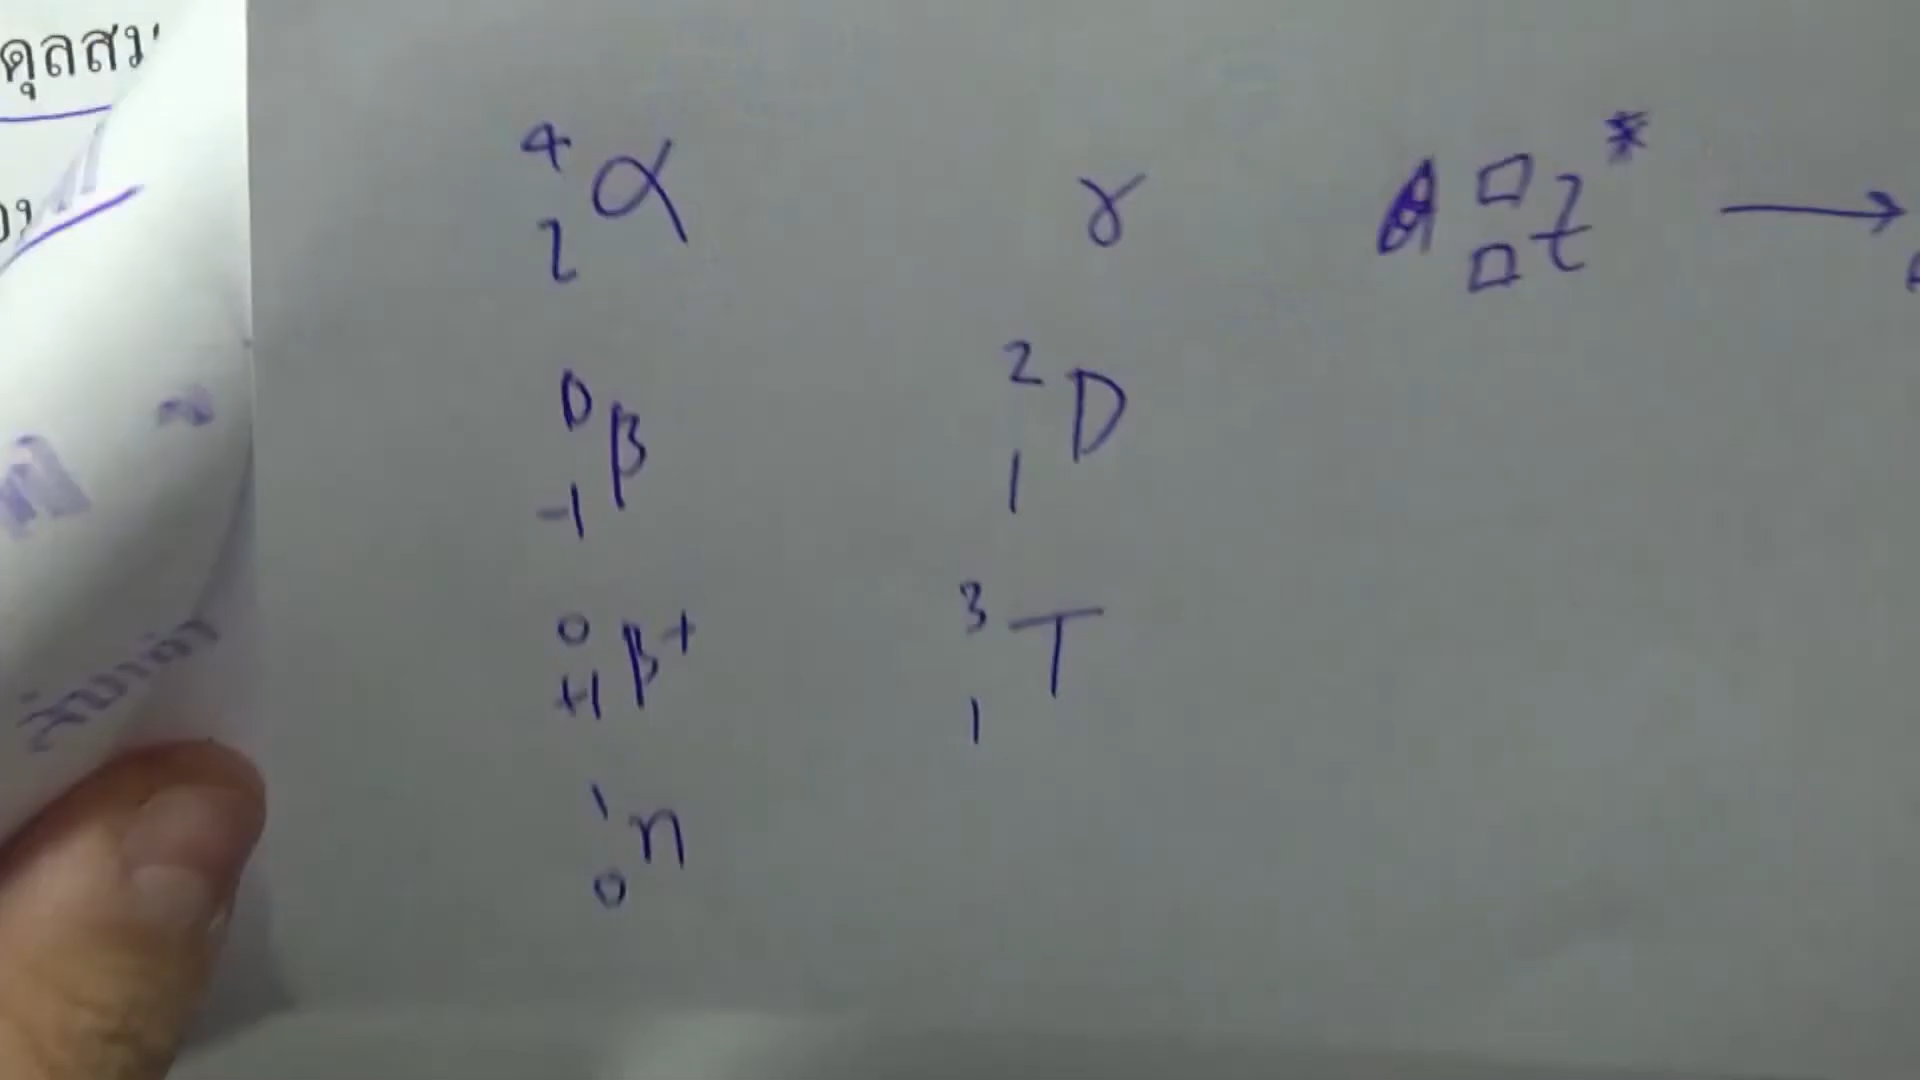 ดุลสม
⁴₂α γ □□Z* →
⁰₋₁β ²₁D
⁰₊₁β⁺ ³₁T
¹₀n